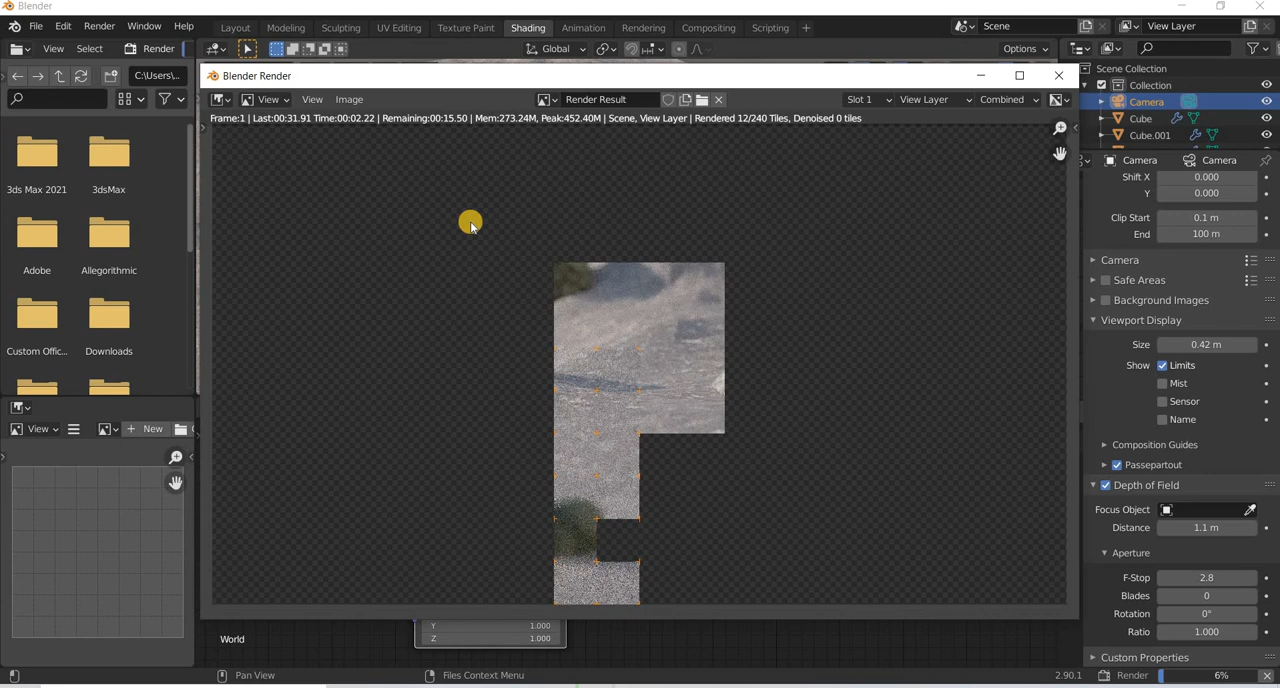 Blender
File Edit Render Window Help
Layout Modeling Sculpting UV Editing Texture Paint Shading Animation Rendering Compositing Scripting +
Scene View Layer
View Select Render
Global Options
C:\Users\...
Blender Render
Scene Collection
Collection
Camera
Cube
Cube.001
View View Image Render Result Slot 1 View Layer Combined
Frame:1 | Last:00:31.91 Time:00:02.22 | Remaining:00:15.50 | Mem:273.24M, Peak:452.40M | Scene, View Layer | Rendered 12/240 Tiles, Denoised 0 tiles
3ds Max 2021 3dsMax
Adobe Allegorithmic
Custom Offic... Downloads
View + New
Camera Camera
Shift X 0.000
Y 0.000
Clip Start 0.1 m
End 100 m
Camera
Safe Areas
Background Images
Viewport Display
Size 0.42 m
Show Limits
Mist
Sensor
Name
Composition Guides
Passepartout
Depth of Field
Focus Object
Distance 1.1 m
Aperture
F-Stop 2.8
Blades 0
Rotation 0°
Ratio 1.000
Custom Properties
Y 1.000
Z 1.000
World
Pan View Files Context Menu 2.90.1 Render 6%